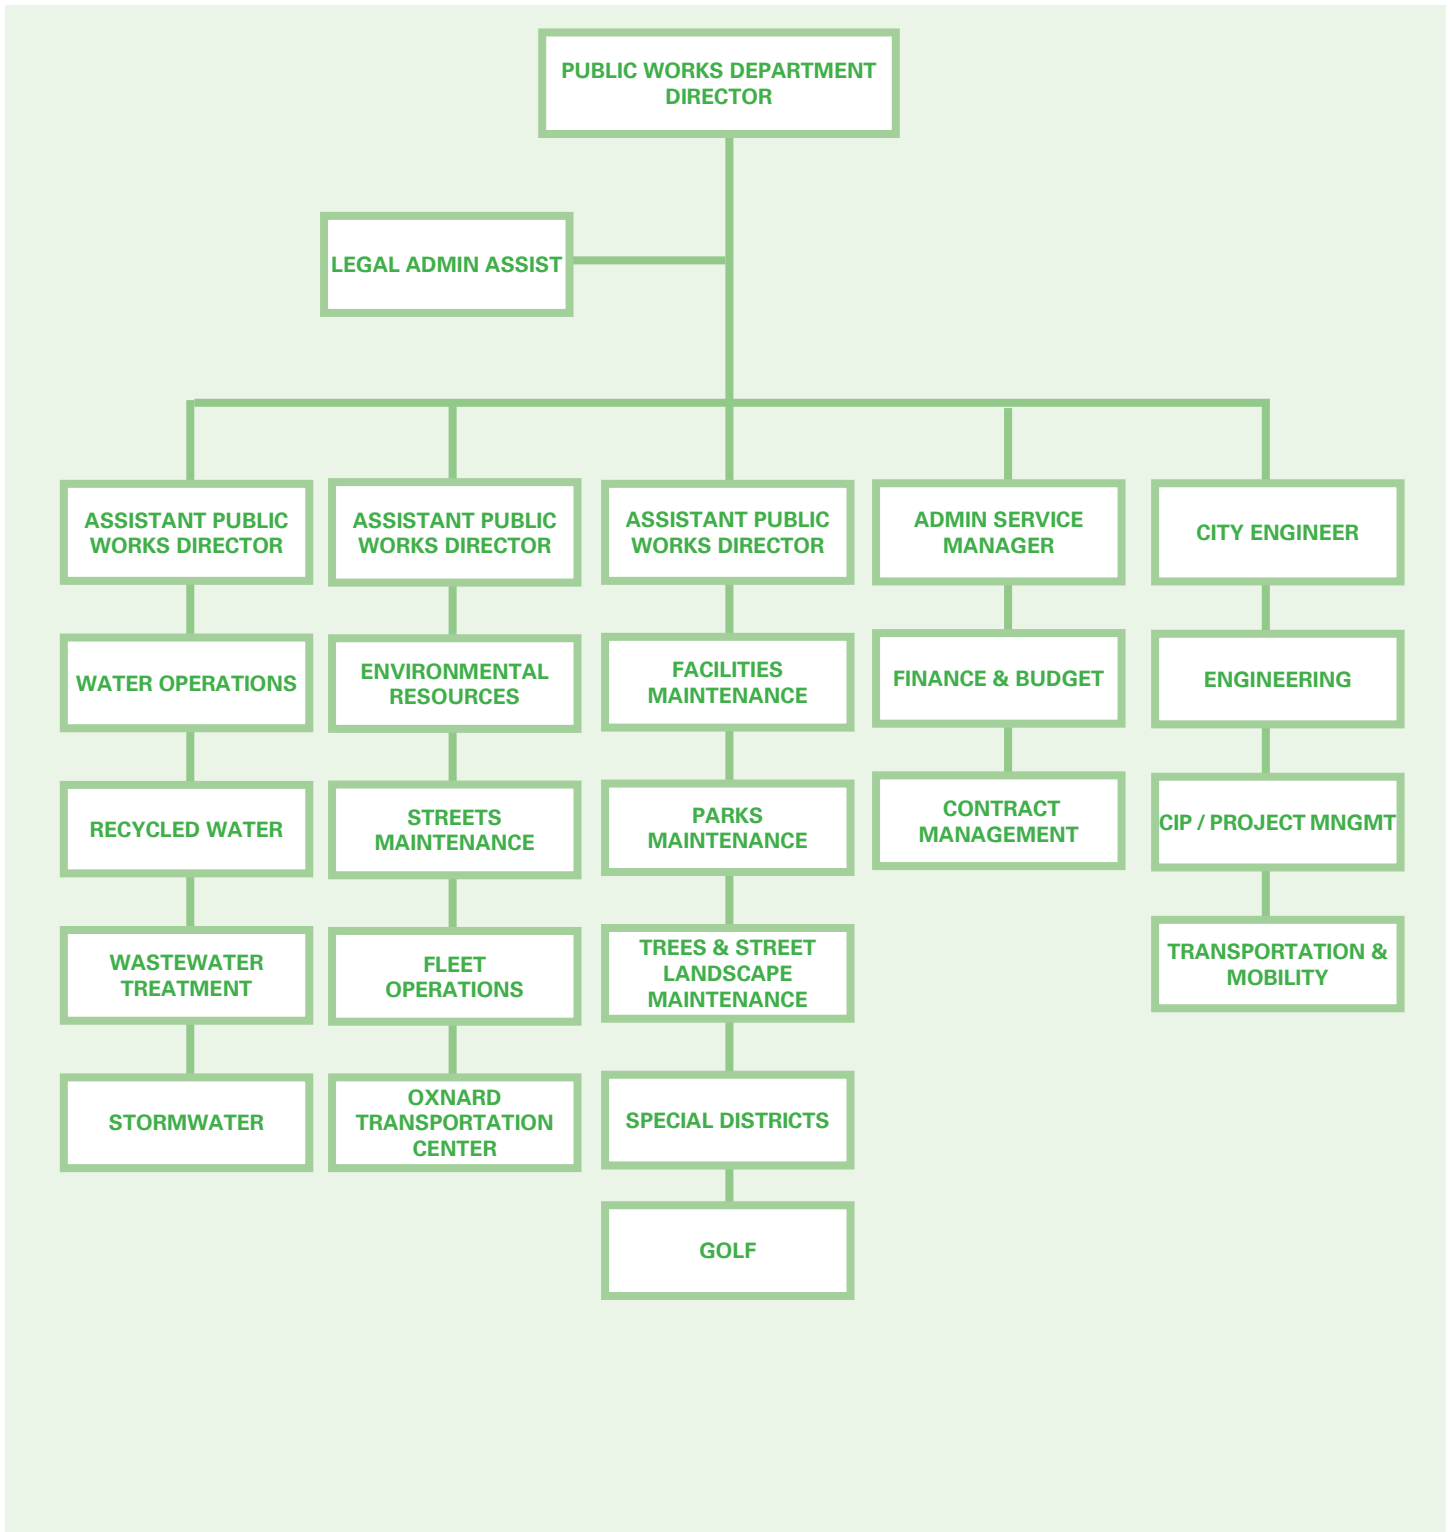 PUBLIC WORKS DEPARTMENT
DIRECTOR
LEGAL ADMIN ASSIST
ASSISTANT PUBLIC
WORKS DIRECTOR
ASSISTANT PUBLIC
WORKS DIRECTOR
ASSISTANT PUBLIC
WORKS DIRECTOR
ADMIN SERVICE
MANAGER
CITY ENGINEER
WATER OPERATIONS
ENVIRONMENTAL
RESOURCES
FACILITIES
MAINTENANCE
FINANCE & BUDGET
ENGINEERING
RECYCLED WATER
STREETS
MAINTENANCE
PARKS
MAINTENANCE
CONTRACT
MANAGEMENT
CIP / PROJECT MNGMT
WASTEWATER
TREATMENT
FLEET
OPERATIONS
TREES & STREET
LANDSCAPE
MAINTENANCE
TRANSPORTATION &
MOBILITY
STORMWATER
OXNARD
TRANSPORTATION
CENTER
SPECIAL DISTRICTS
GOLF